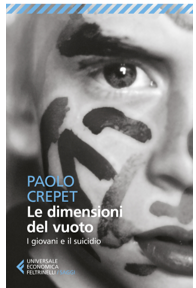 PAOLO
CREPET
Le dimensioni
del vuoto
I giovani e il suicidio
UNIVERSALE
ECONOMICA
FELTRINELLI